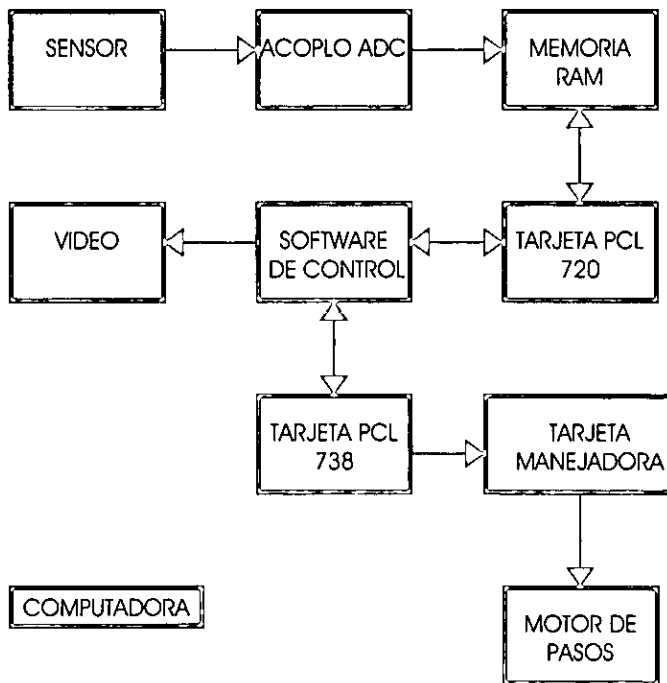 SENSOR
ACOPLO ADC
MEMORIA
RAM
VIDEO
SOFTWARE
DE CONTROL
TARJETA PCL
720
TARJETA PCL
738
TARJETA
MANEJADORA
COMPUTADORA
MOTOR DE
PASOS